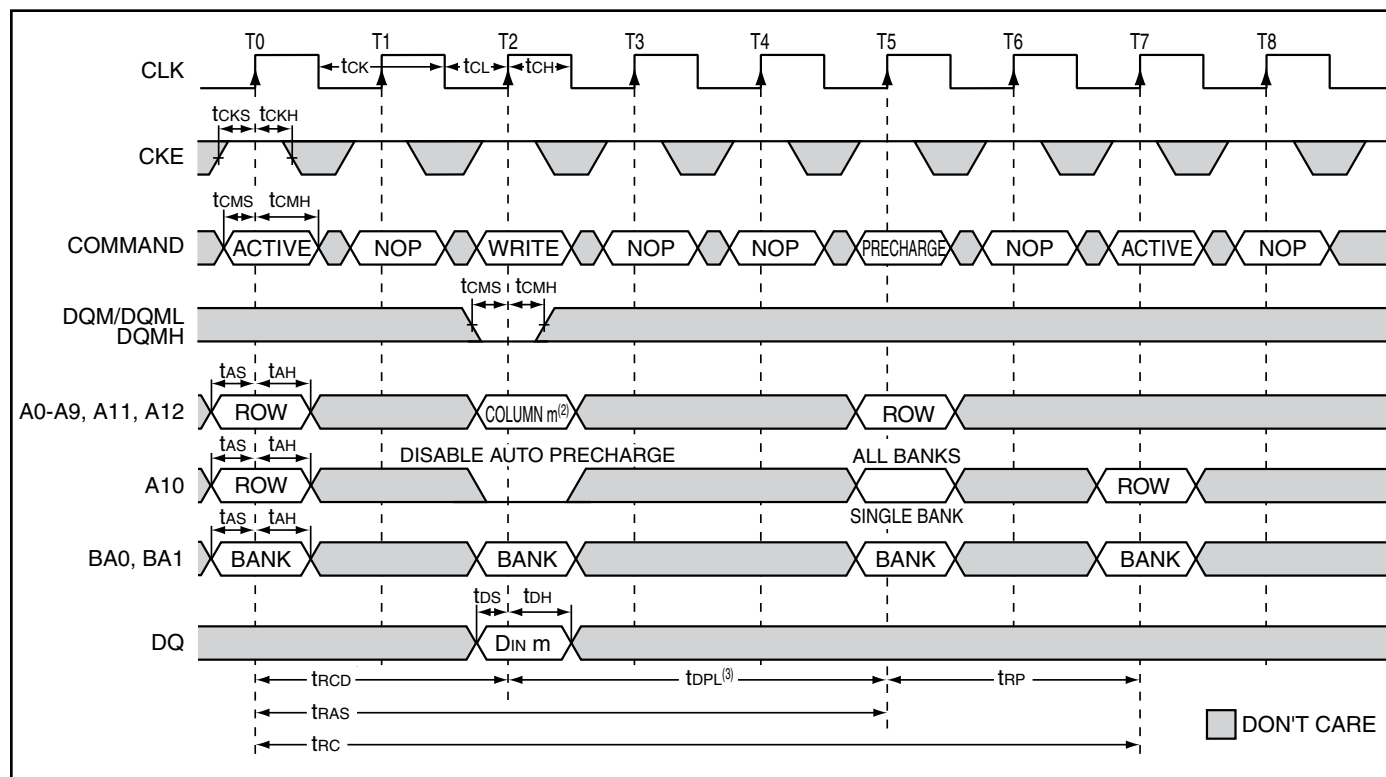 T0 T1 T2 T3 T4 T5 T6 T7 T8
CLK tCK tCL tCH
tCKS tCKH
CKE
tCMS tCMH
COMMAND ACTIVE NOP WRITE NOP NOP PRECHARGE NOP ACTIVE NOP
tCMS tCMH
DQM/DQML
DQMH
tAS tAH
A0-A9, A11, A12 ROW COLUMN m(2) ROW
tAS tAH DISABLE AUTO PRECHARGE ALL BANKS
A10 ROW ROW
tAS tAH SINGLE BANK
BA0, BA1 BANK BANK BANK BANK
tDS tDH
DQ DIN m
tRCD tDPL(3) tRP
tRAS
tRC
DON'T CARE